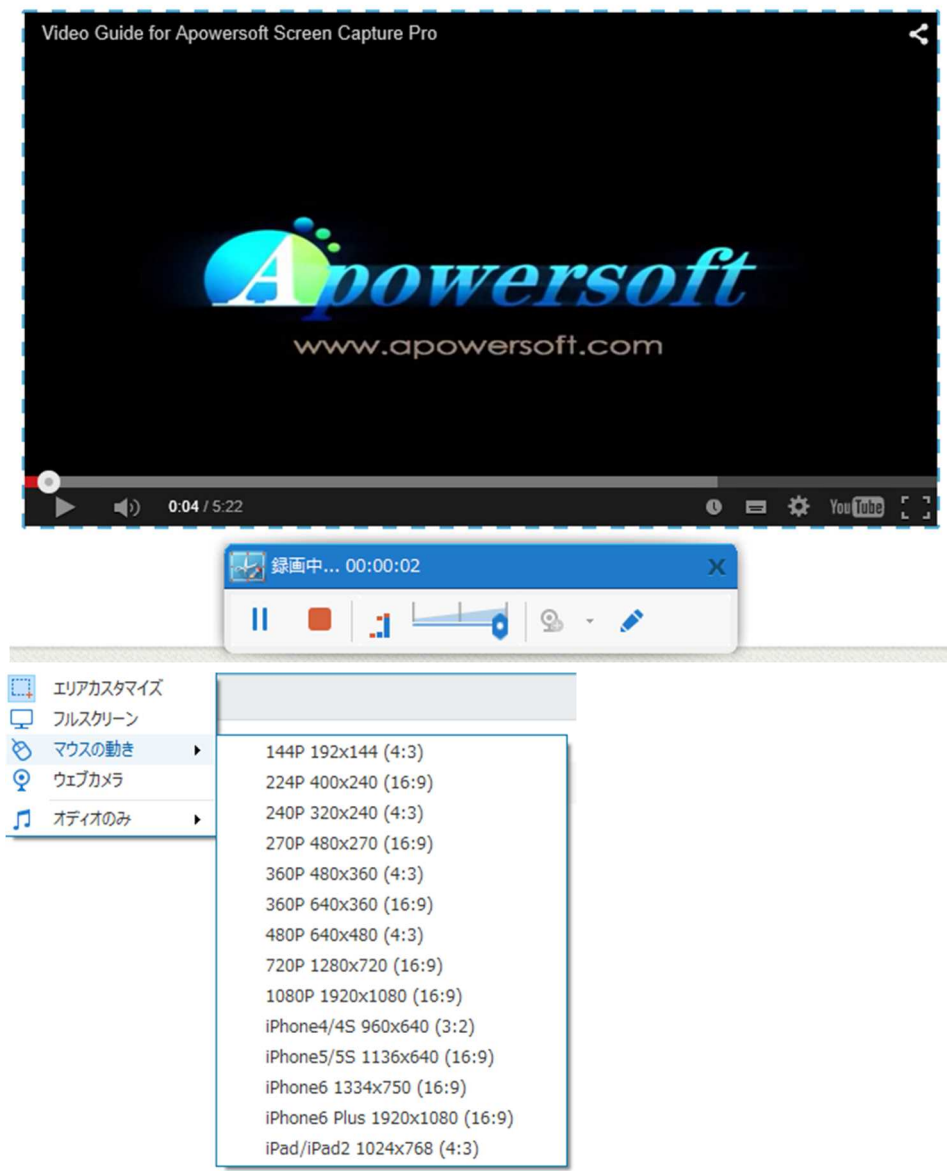 Video Guide for Apowersoft Screen Capture Pro
Apowersoft
www.apowersoft.com
0:04 / 5:22
YouTube
録画中... 00:00:02
エリアカスタマイズ
フルスクリーン
マウスの動き
ウェブカメラ
オディオのみ
144P 192x144 (4:3)
224P 400x240 (16:9)
240P 320x240 (4:3)
270P 480x270 (16:9)
360P 480x360 (4:3)
360P 640x360 (16:9)
480P 640x480 (4:3)
720P 1280x720 (16:9)
1080P 1920x1080 (16:9)
iPhone4/4S 960x640 (3:2)
iPhone5/5S 1136x640 (16:9)
iPhone6 1334x750 (16:9)
iPhone6 Plus 1920x1080 (16:9)
iPad/iPad2 1024x768 (4:3)